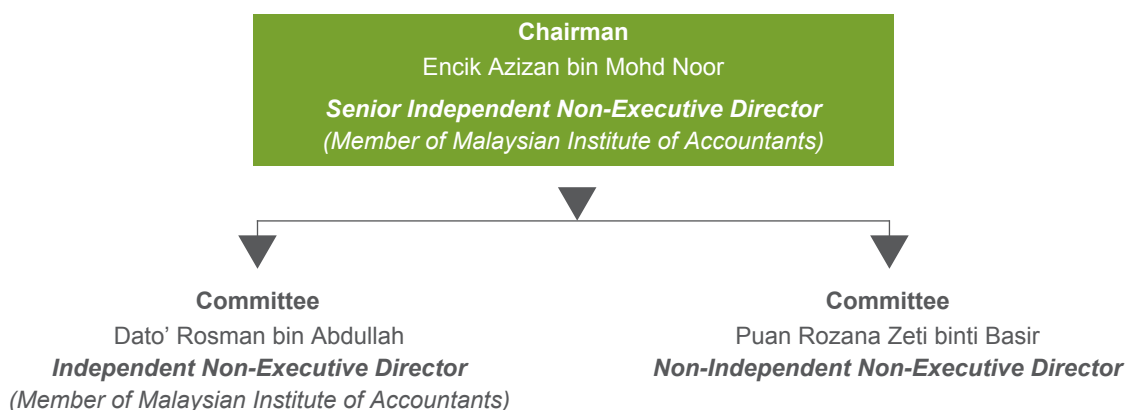 Chairman
Encik Azizan bin Mohd Noor
Senior Independent Non-Executive Director
(Member of Malaysian Institute of Accountants)
Committee
Dato’ Rosman bin Abdullah
Independent Non-Executive Director
(Member of Malaysian Institute of Accountants)
Committee
Puan Rozana Zeti binti Basir
Non-Independent Non-Executive Director